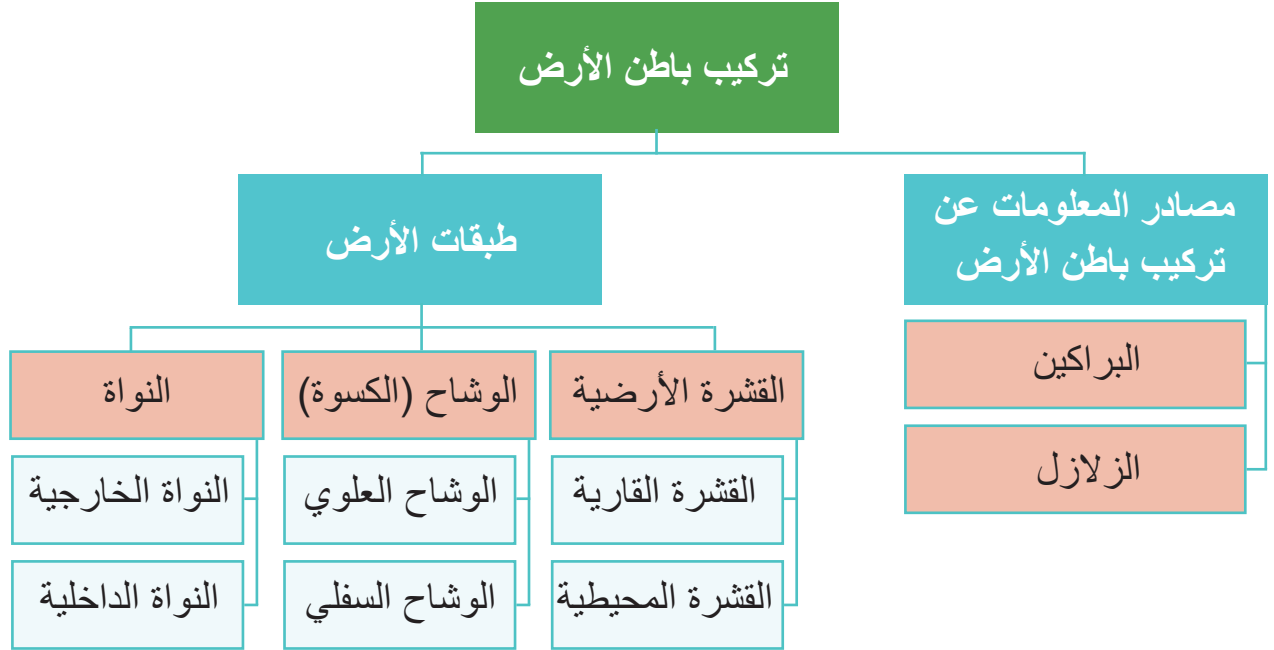 تركيب باطن الأرض
مصادر المعلومات عن
تركيب باطن الأرض
البراكين
الزلازل
طبقات الأرض
القشرة الأرضية
القشرة القارية
القشرة المحيطية
الوشاح (الكسوة)
الوشاح العلوي
الوشاح السفلي
النواة
النواة الخارجية
النواة الداخلية